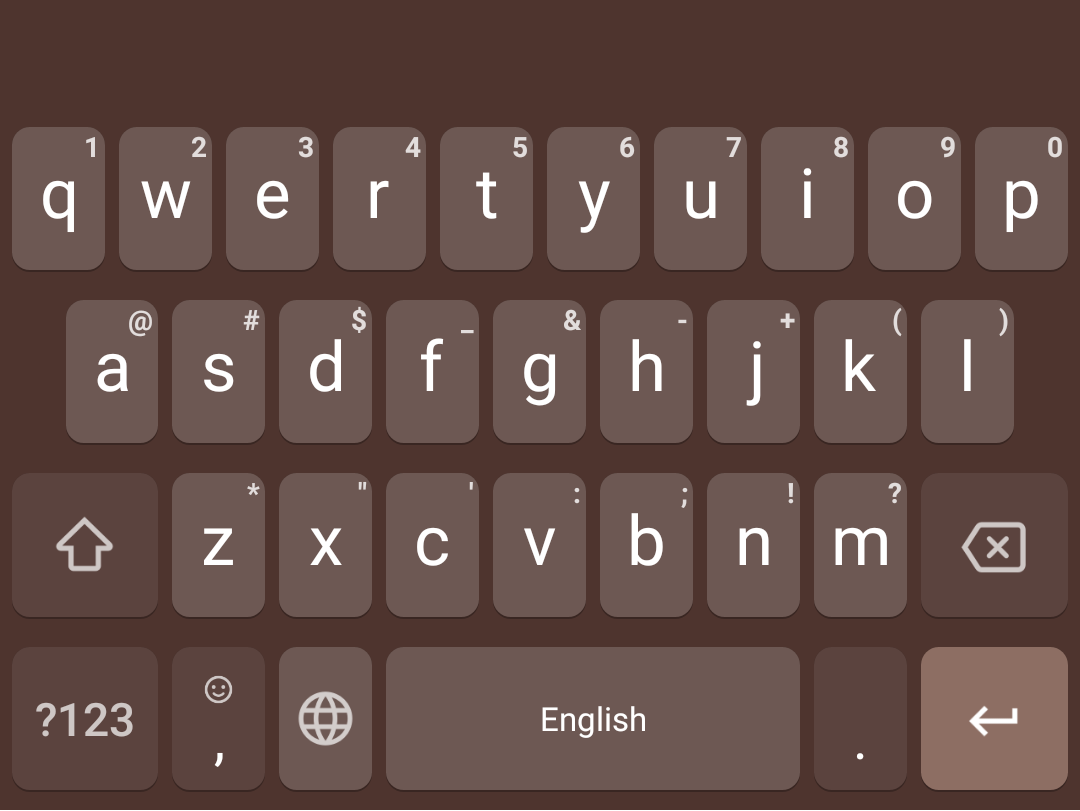 1 2 3 4 5 6 7 8 9 0
q w e r t y u i o p
@ # $ _ & - + ( )
a s d f g h j k l
* " ' : ; ! ?
z x c v b n m
?123 , English .